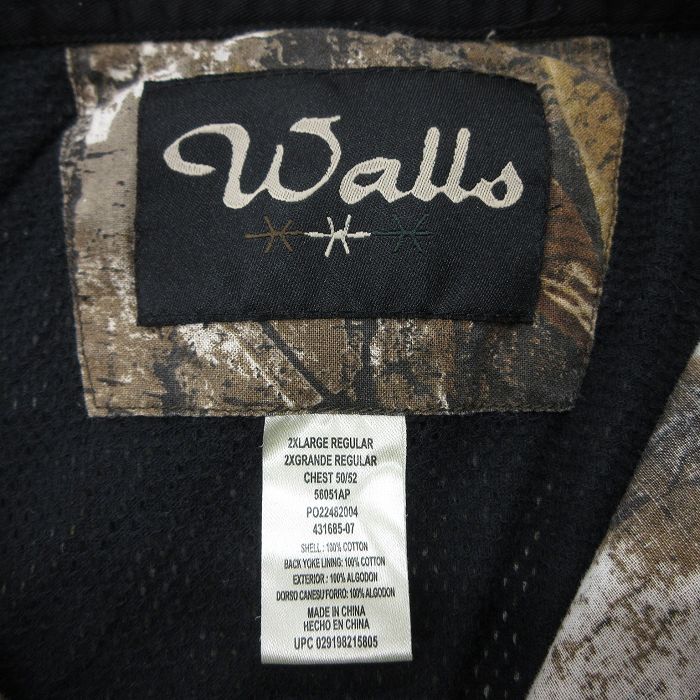 Walls
2XLARGE REGULAR
2XGRANDE REGULAR
CHEST 50/52
56051AP
PO22482004
431685-07
SHELL : 100% COTTON
BACK YOKE LINING: 100% COTTON
EXTERIOR : 100% ALGODON
DORSO CANESU FORRO: 100% ALGODON
MADE IN CHINA
HECHO EN CHINA
UPC 029198215805